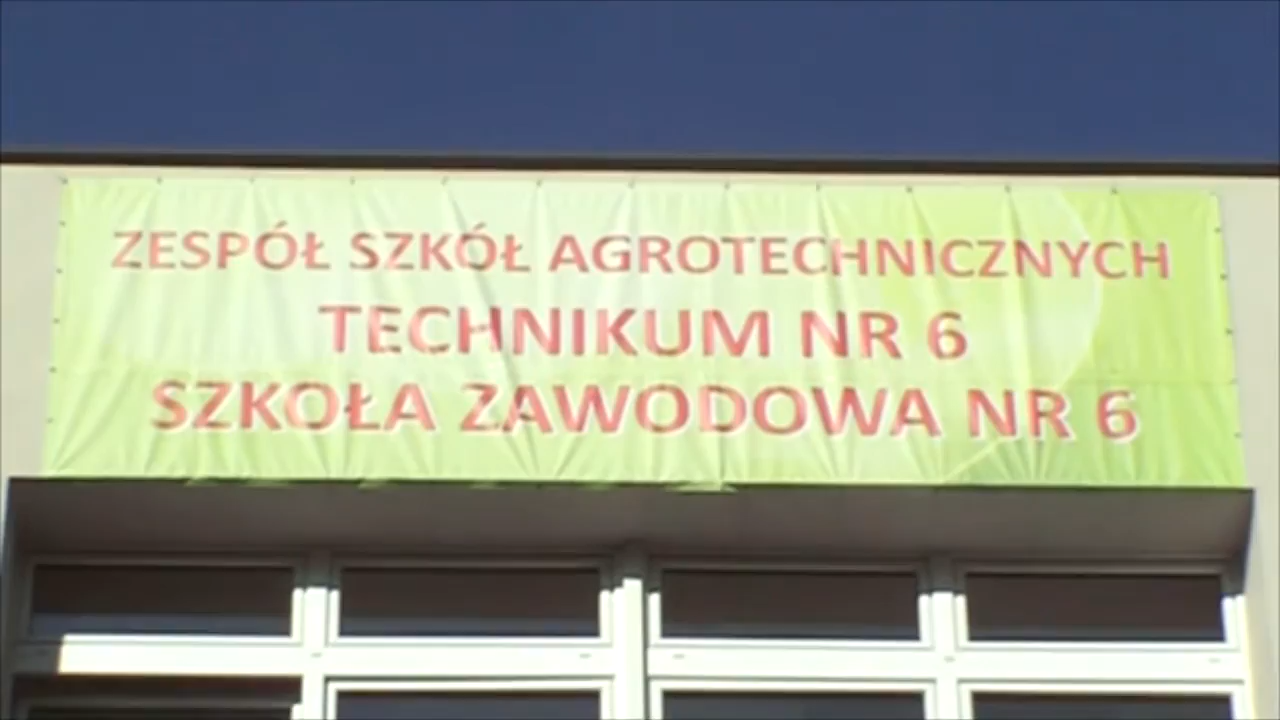 ZESPÓŁ SZKÓŁ AGROTECHNICZNYCH
TECHNIKUM NR 6
SZKOŁA ZAWODOWA NR 6